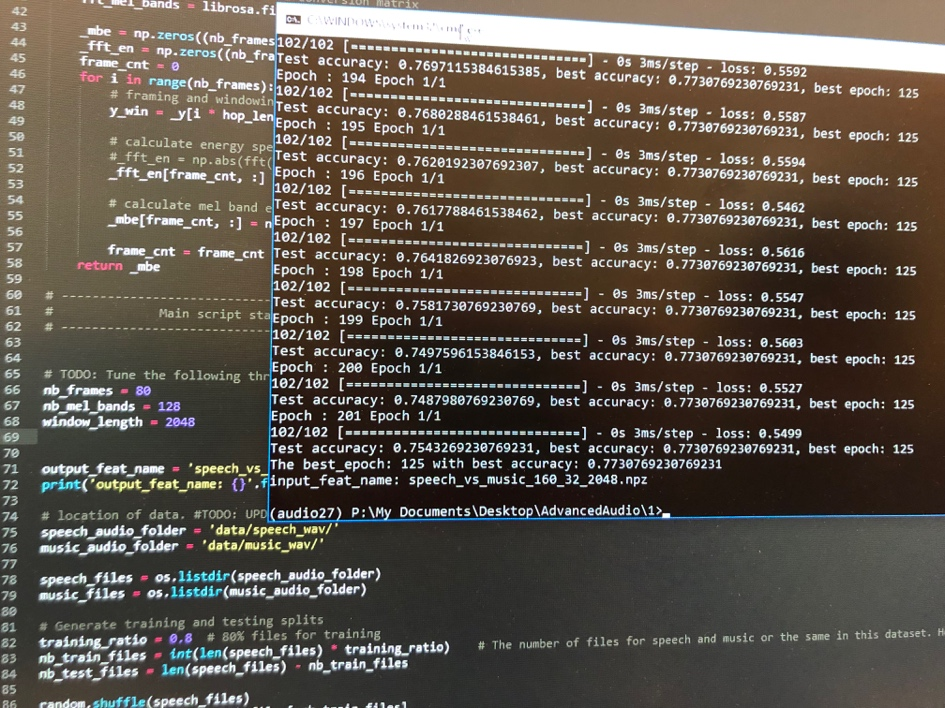 42
fft_mel_bands = librosa.fi
43
44 _mbe = np.zeros((nb_frames
45 _fft_en = np.zeros((nb_fra
46 frame_cnt = 0
47 for i in range(nb_frames):
48 # framing and windowin
49 y_win = _y[i * hop_len
50
51 # calculate energy spe
52 #_fft_en = np.abs(fft(
53 _fft_en[frame_cnt, :]
54 # calculate mel band e
55 _mbe[frame_cnt, :] = n
56
57 frame_cnt = frame_cnt
58 return _mbe
59
60 # ------------------------------
61 # Main script sta
62 # ------------------------------
63
64
65 # TODO: Tune the following thr
66 nb_frames = 80
67 nb_mel_bands = 128
68 window_length = 2048
69
70
71 output_feat_name = 'speech_vs_
72 print('output_feat_name: {}'.f
73
74 # location of data. #TODO: UPD
75 speech_audio_folder = 'data/speech_wav/'
76 music_audio_folder = 'data/music_wav/'
77
78 speech_files = os.listdir(speech_audio_folder)
79 music_files = os.listdir(music_audio_folder)
80
81 # Generate training and testing splits
82 training_ratio = 0.8 # 80% files for training
83 nb_train_files = int(len(speech_files) * training_ratio) # The number of files for speech and music or the same in this dataset. H
84 nb_test_files = len(speech_files) - nb_train_files
85
86 random.shuffle(speech_files)
102/102 [==============================] - 0s 3ms/step - loss: 0.5592
Test accuracy: 0.7697115384615385, best accuracy: 0.7730769230769231, best epoch: 125
Epoch : 194 Epoch 1/1
102/102 [==============================] - 0s 3ms/step - loss: 0.5587
Test accuracy: 0.7680288461538461, best accuracy: 0.7730769230769231, best epoch: 125
Epoch : 195 Epoch 1/1
102/102 [==============================] - 0s 3ms/step - loss: 0.5594
Test accuracy: 0.7620192307692307, best accuracy: 0.7730769230769231, best epoch: 125
Epoch : 196 Epoch 1/1
102/102 [==============================] - 0s 3ms/step - loss: 0.5462
Test accuracy: 0.7617788461538462, best accuracy: 0.7730769230769231, best epoch: 125
Epoch : 197 Epoch 1/1
102/102 [==============================] - 0s 3ms/step - loss: 0.5616
Test accuracy: 0.7641826923076923, best accuracy: 0.7730769230769231, best epoch: 125
Epoch : 198 Epoch 1/1
102/102 [==============================] - 0s 3ms/step - loss: 0.5547
Test accuracy: 0.7581730769230769, best accuracy: 0.7730769230769231, best epoch: 125
Epoch : 199 Epoch 1/1
102/102 [==============================] - 0s 3ms/step - loss: 0.5603
Test accuracy: 0.7497596153846153, best accuracy: 0.7730769230769231, best epoch: 125
Epoch : 200 Epoch 1/1
102/102 [==============================] - 0s 3ms/step - loss: 0.5527
Test accuracy: 0.7487980769230769, best accuracy: 0.7730769230769231, best epoch: 125
Epoch : 201 Epoch 1/1
102/102 [==============================] - 0s 3ms/step - loss: 0.5499
Test accuracy: 0.7543269230769231, best accuracy: 0.7730769230769231, best epoch: 125
The best_epoch: 125 with best accuracy: 0.7730769230769231
input_feat_name: speech_vs_music_160_32_2048.npz
(audio27) P:\My Documents\Desktop\AdvancedAudio\1>